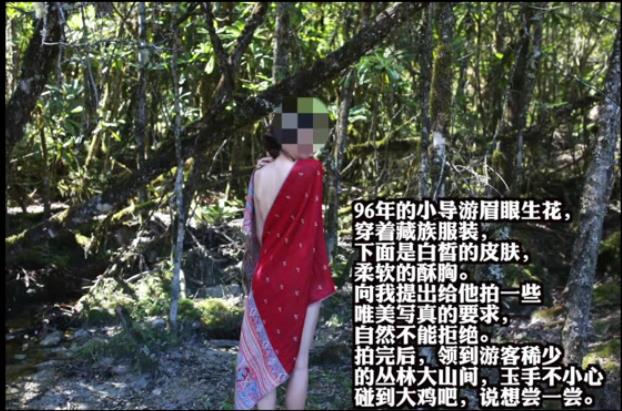 96年的小导游眉眼生花，
穿着藏族服装，
下面是白皙的皮肤，
柔软的酥胸。
向我提出给他拍一些
唯美写真的要求，
自然不能拒绝。
拍完后，领到游客稀少
的丛林大山间，玉手不小心
碰到大鸡吧，说想尝一尝。